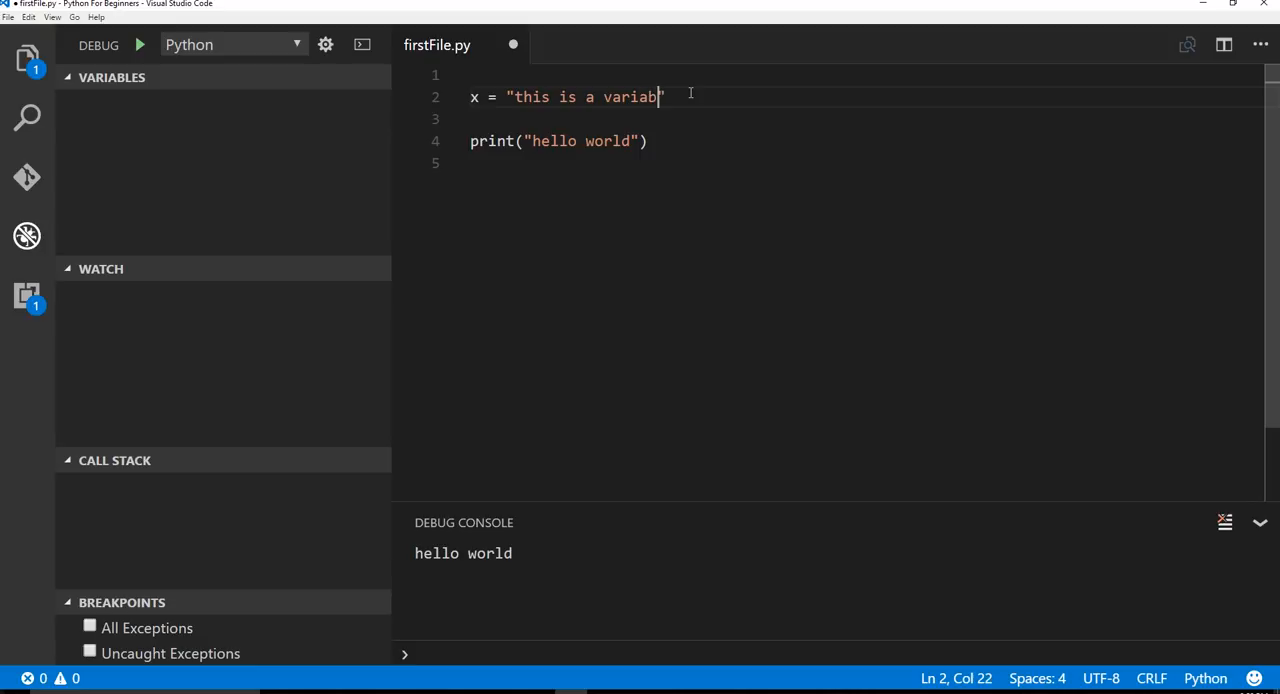 • firstFile.py - Python For Beginners - Visual Studio Code
File Edit View Go Help
DEBUG Python
firstFile.py
VARIABLES
WATCH
CALL STACK
BREAKPOINTS
All Exceptions
Uncaught Exceptions
1
1
1
2 x = "this is a variab"
3
4 print("hello world")
5
DEBUG CONSOLE
hello world
0 0 Ln 2, Col 22 Spaces: 4 UTF-8 CRLF Python